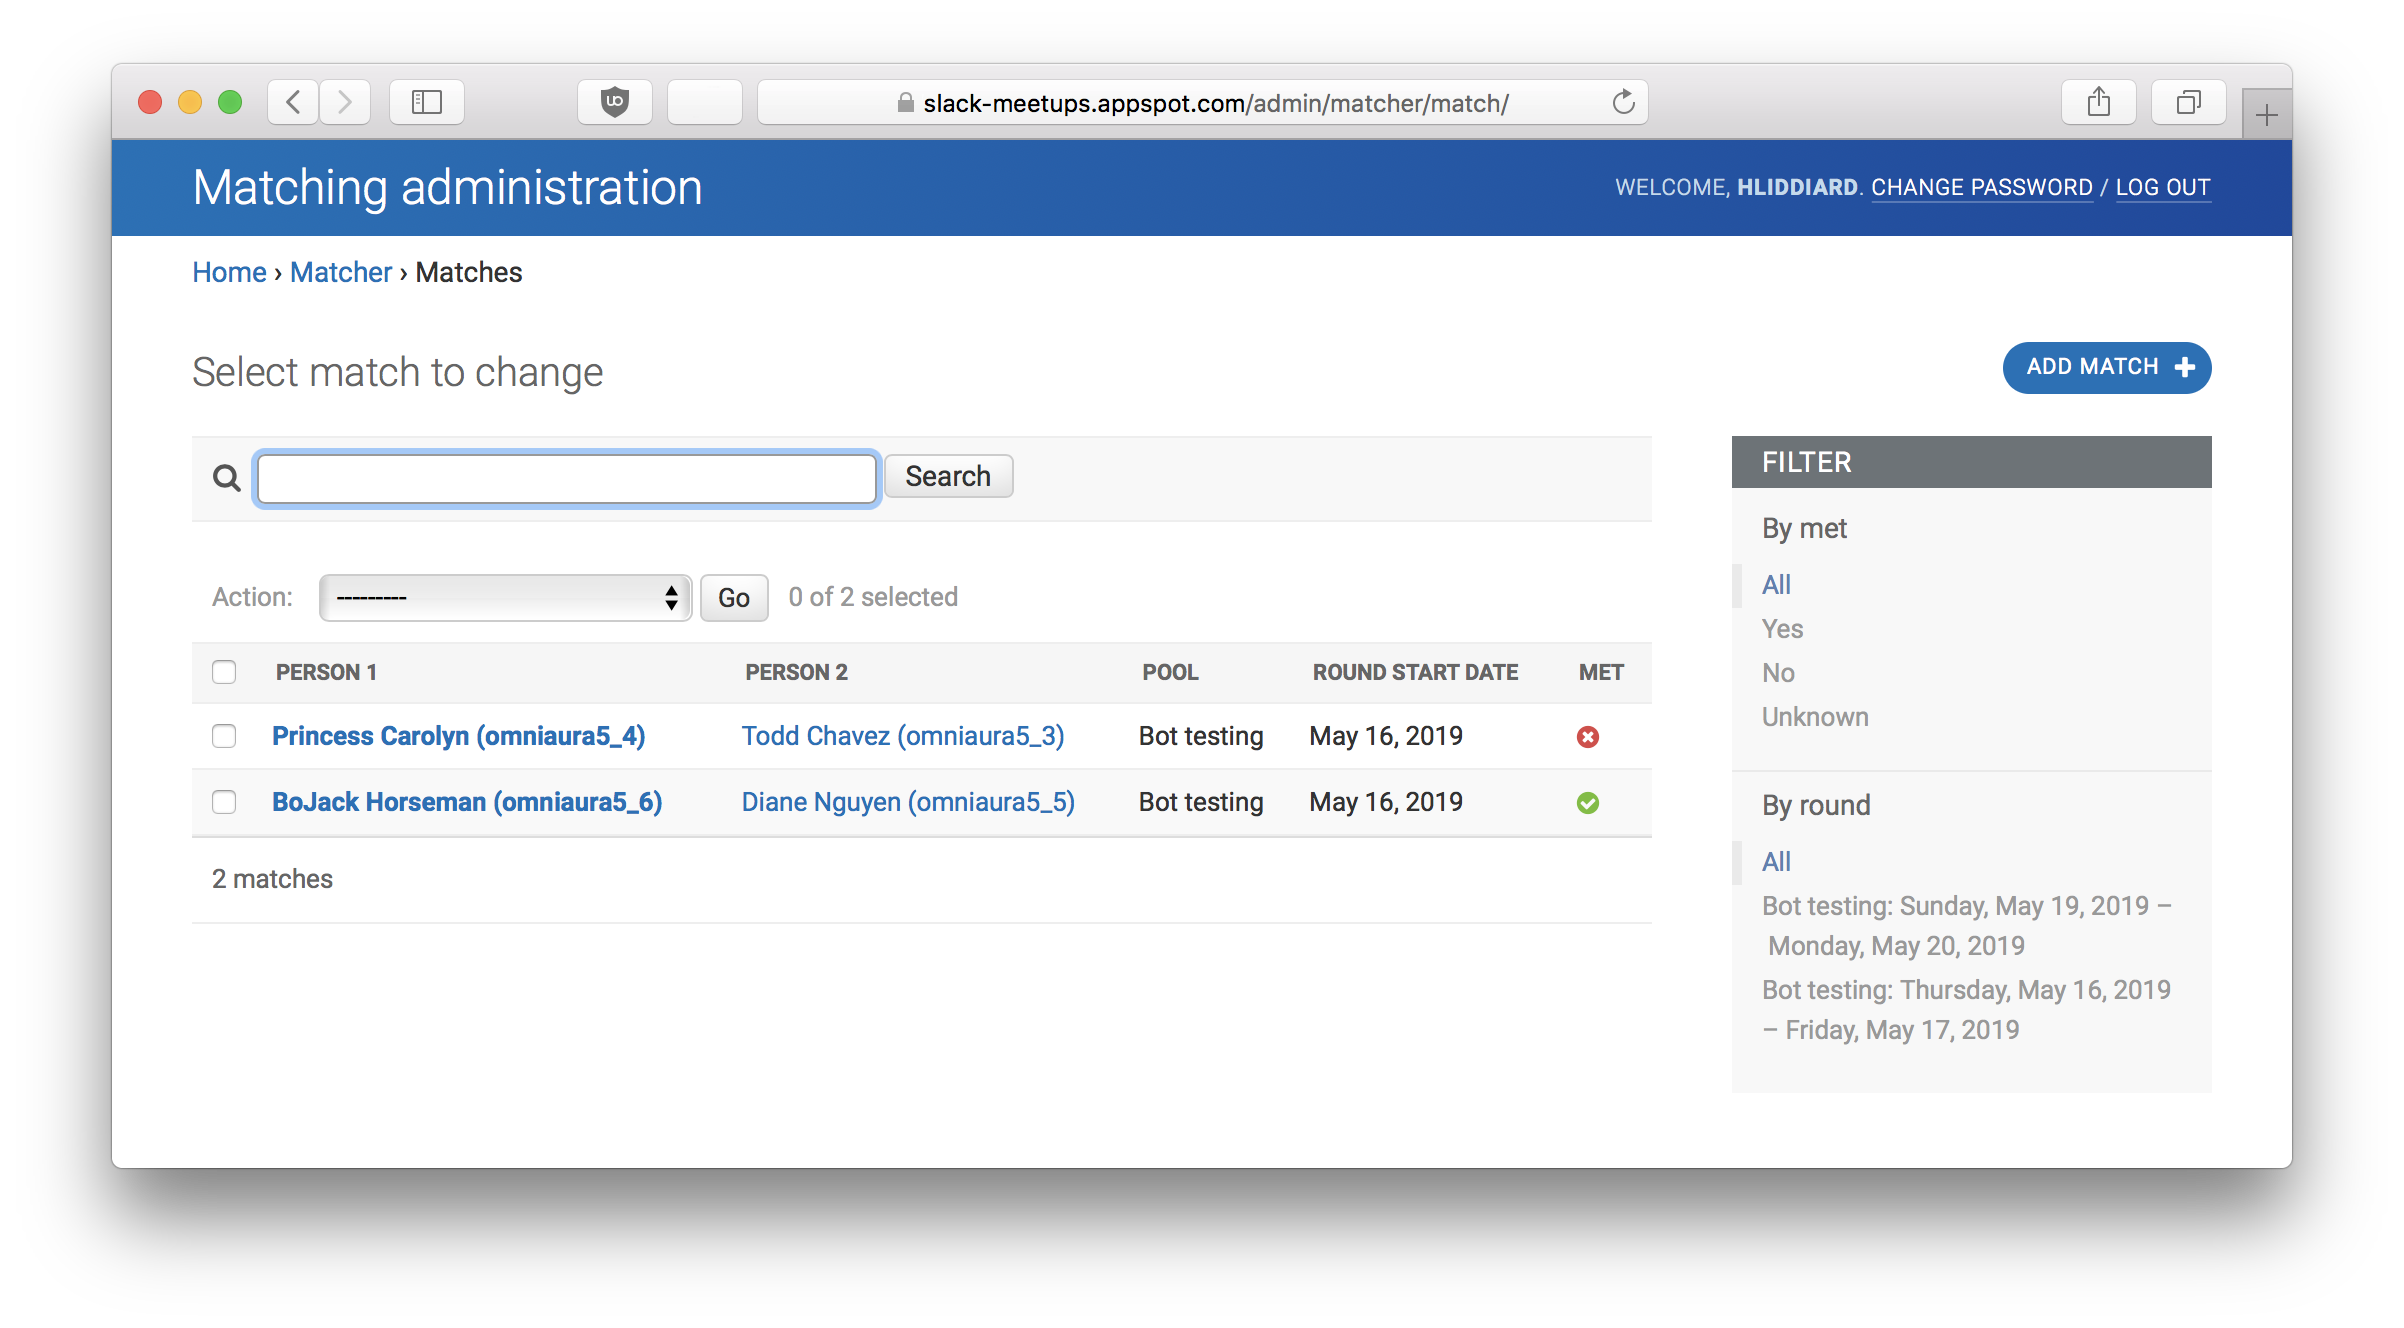 slack-meetups.appspot.com/admin/matcher/match/
Matching administration
WELCOME, HLIDDIARD. CHANGE PASSWORD / LOG OUT
Home › Matcher › Matches
Select match to change
ADD MATCH
Search
Action: --------- Go 0 of 2 selected
PERSON 1 PERSON 2 POOL ROUND START DATE MET
Princess Carolyn (omniaura5_4) Todd Chavez (omniaura5_3) Bot testing May 16, 2019
BoJack Horseman (omniaura5_6) Diane Nguyen (omniaura5_5) Bot testing May 16, 2019
2 matches
FILTER
By met
All
Yes
No
Unknown
By round
All
Bot testing: Sunday, May 19, 2019 –
Monday, May 20, 2019
Bot testing: Thursday, May 16, 2019
– Friday, May 17, 2019